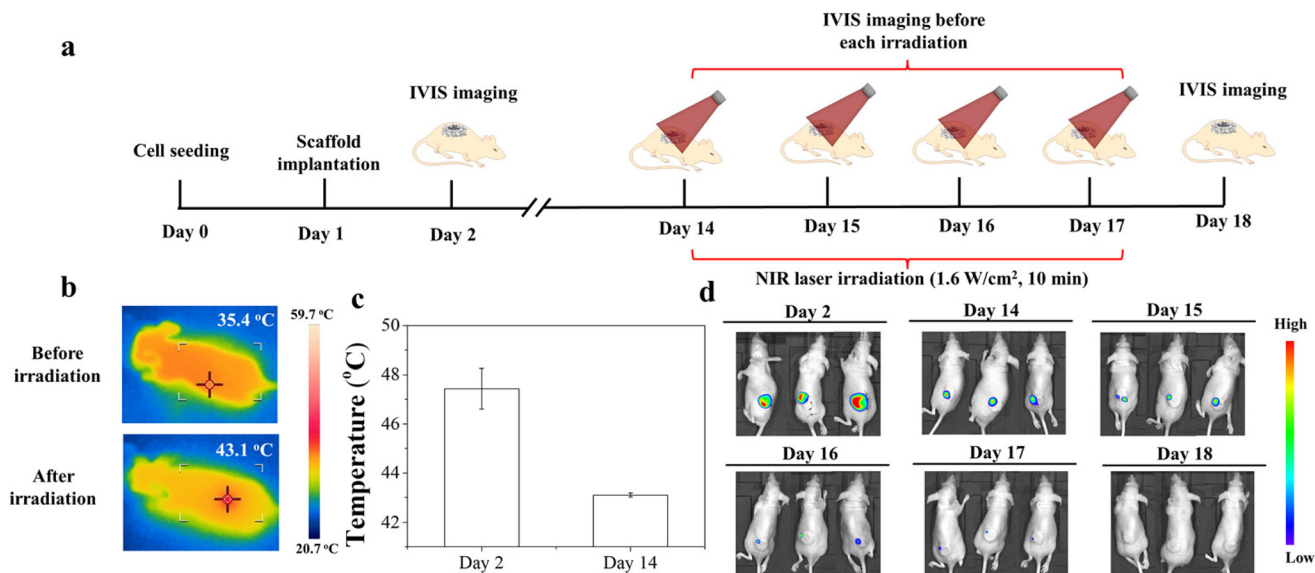 a
IVIS imaging before
each irradiation
IVIS imaging
IVIS imaging
Cell seeding
Scaffold
implantation
Day 0
Day 1
Day 2
Day 14
Day 15
Day 16
Day 17
Day 18
NIR laser irradiation (1.6 W/cm², 10 min)
b
Before
irradiation
35.4 °C
59.7 °C
After
irradiation
43.1 °C
20.7 °C
c
Temperature (°C)
50
48
46
44
42
Day 2
Day 14
d
Day 2
Day 14
Day 15
High
Day 16
Day 17
Day 18
Low